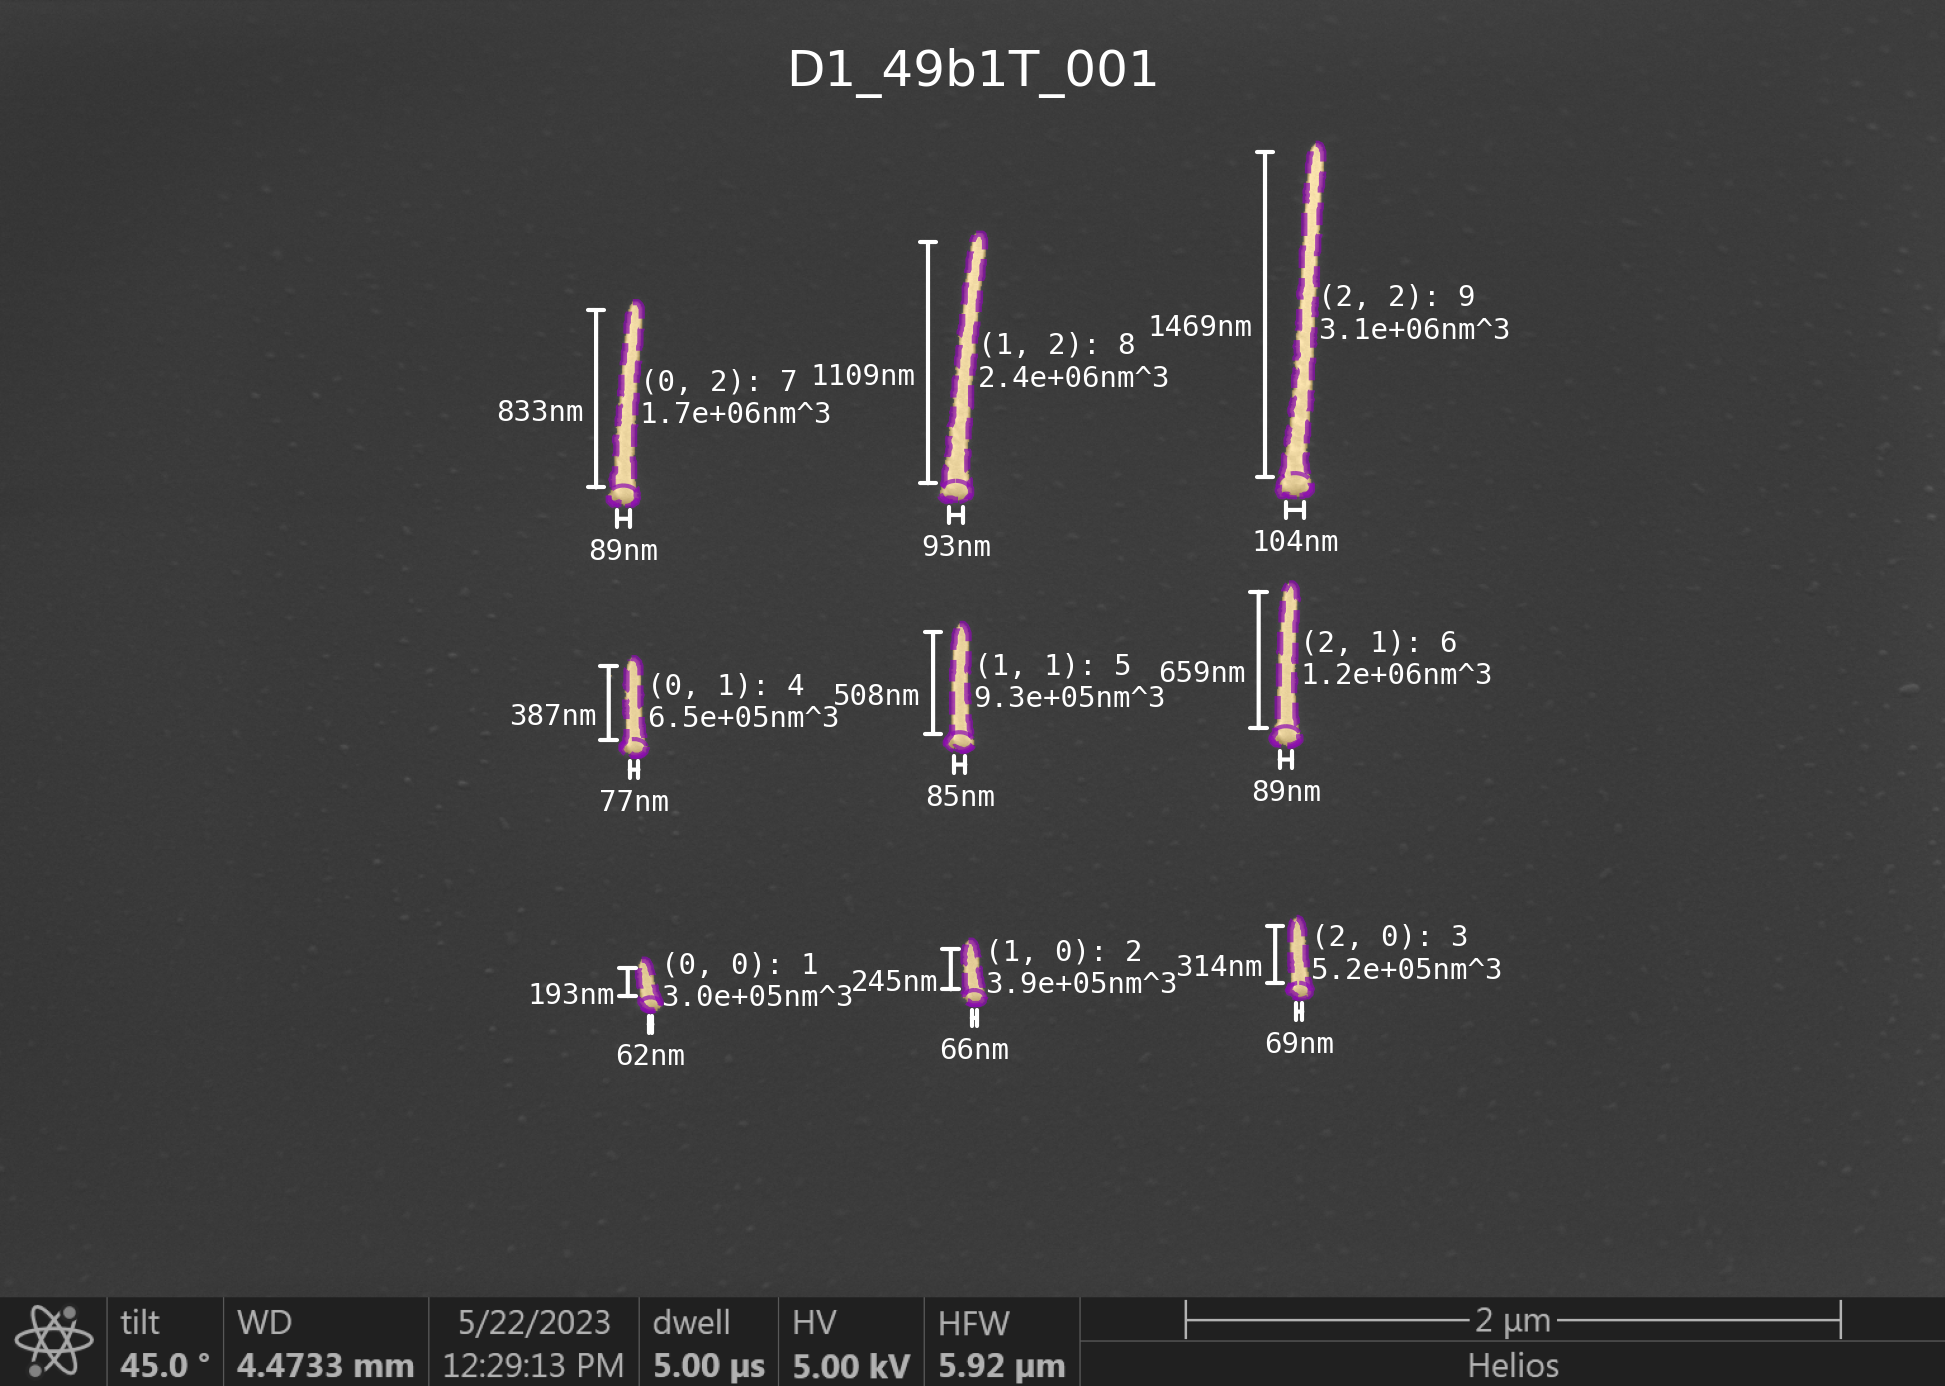 D1_49b1T_001
(2, 2): 9
1469nm
3.1e+06nm^3
(1, 2): 8
1109nm
2.4e+06nm^3
(0, 2): 7
833nm
1.7e+06nm^3
89nm
93nm
104nm
(0, 1): 4
387nm
6.5e+05nm^3
(1, 1): 5
508nm
9.3e+05nm^3
(2, 1): 6
659nm
1.2e+06nm^3
77nm
85nm
89nm
(0, 0): 1
193nm
3.0e+05nm^3
(1, 0): 2
245nm
3.9e+05nm^3
(2, 0): 3
314nm
5.2e+05nm^3
62nm
66nm
69nm
tilt
45.0 °
WD
4.4733 mm
5/22/2023
12:29:13 PM
dwell
5.00 µs
HV
5.00 kV
HFW
5.92 µm
2 µm
Helios